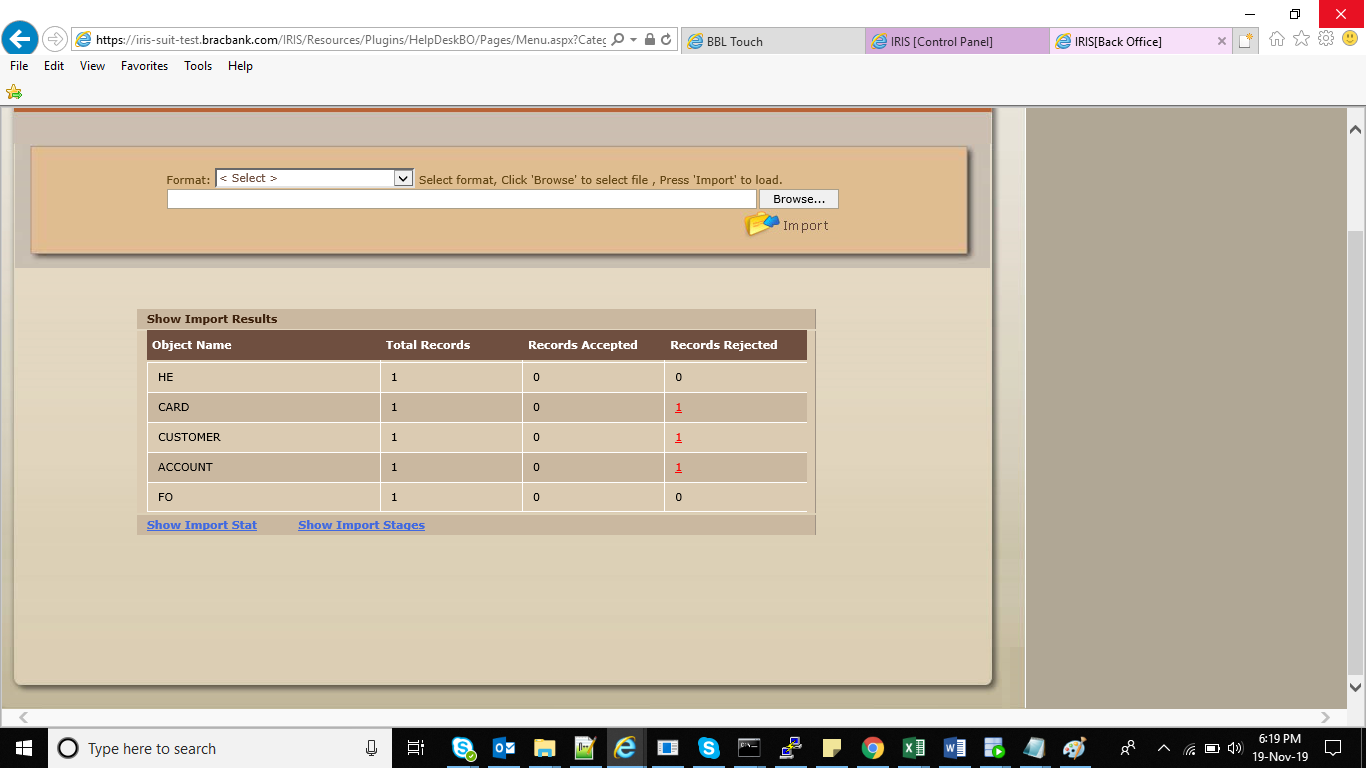 https://iris-suit-test.bracbank.com/IRIS/Resources/Plugins/HelpDeskBO/Pages/Menu.aspx?Categ
BBL Touch
IRIS [Control Panel]
IRIS[Back Office]
File Edit View Favorites Tools Help
Format: < Select > Select format, Click 'Browse' to select file , Press 'Import' to load.
Browse...
Import
Show Import Results
Object Name Total Records Records Accepted Records Rejected
HE 1 0 0
CARD 1 0 1
CUSTOMER 1 0 1
ACCOUNT 1 0 1
FO 1 0 0
Show Import Stat Show Import Stages
Type here to search
6:19 PM
19-Nov-19